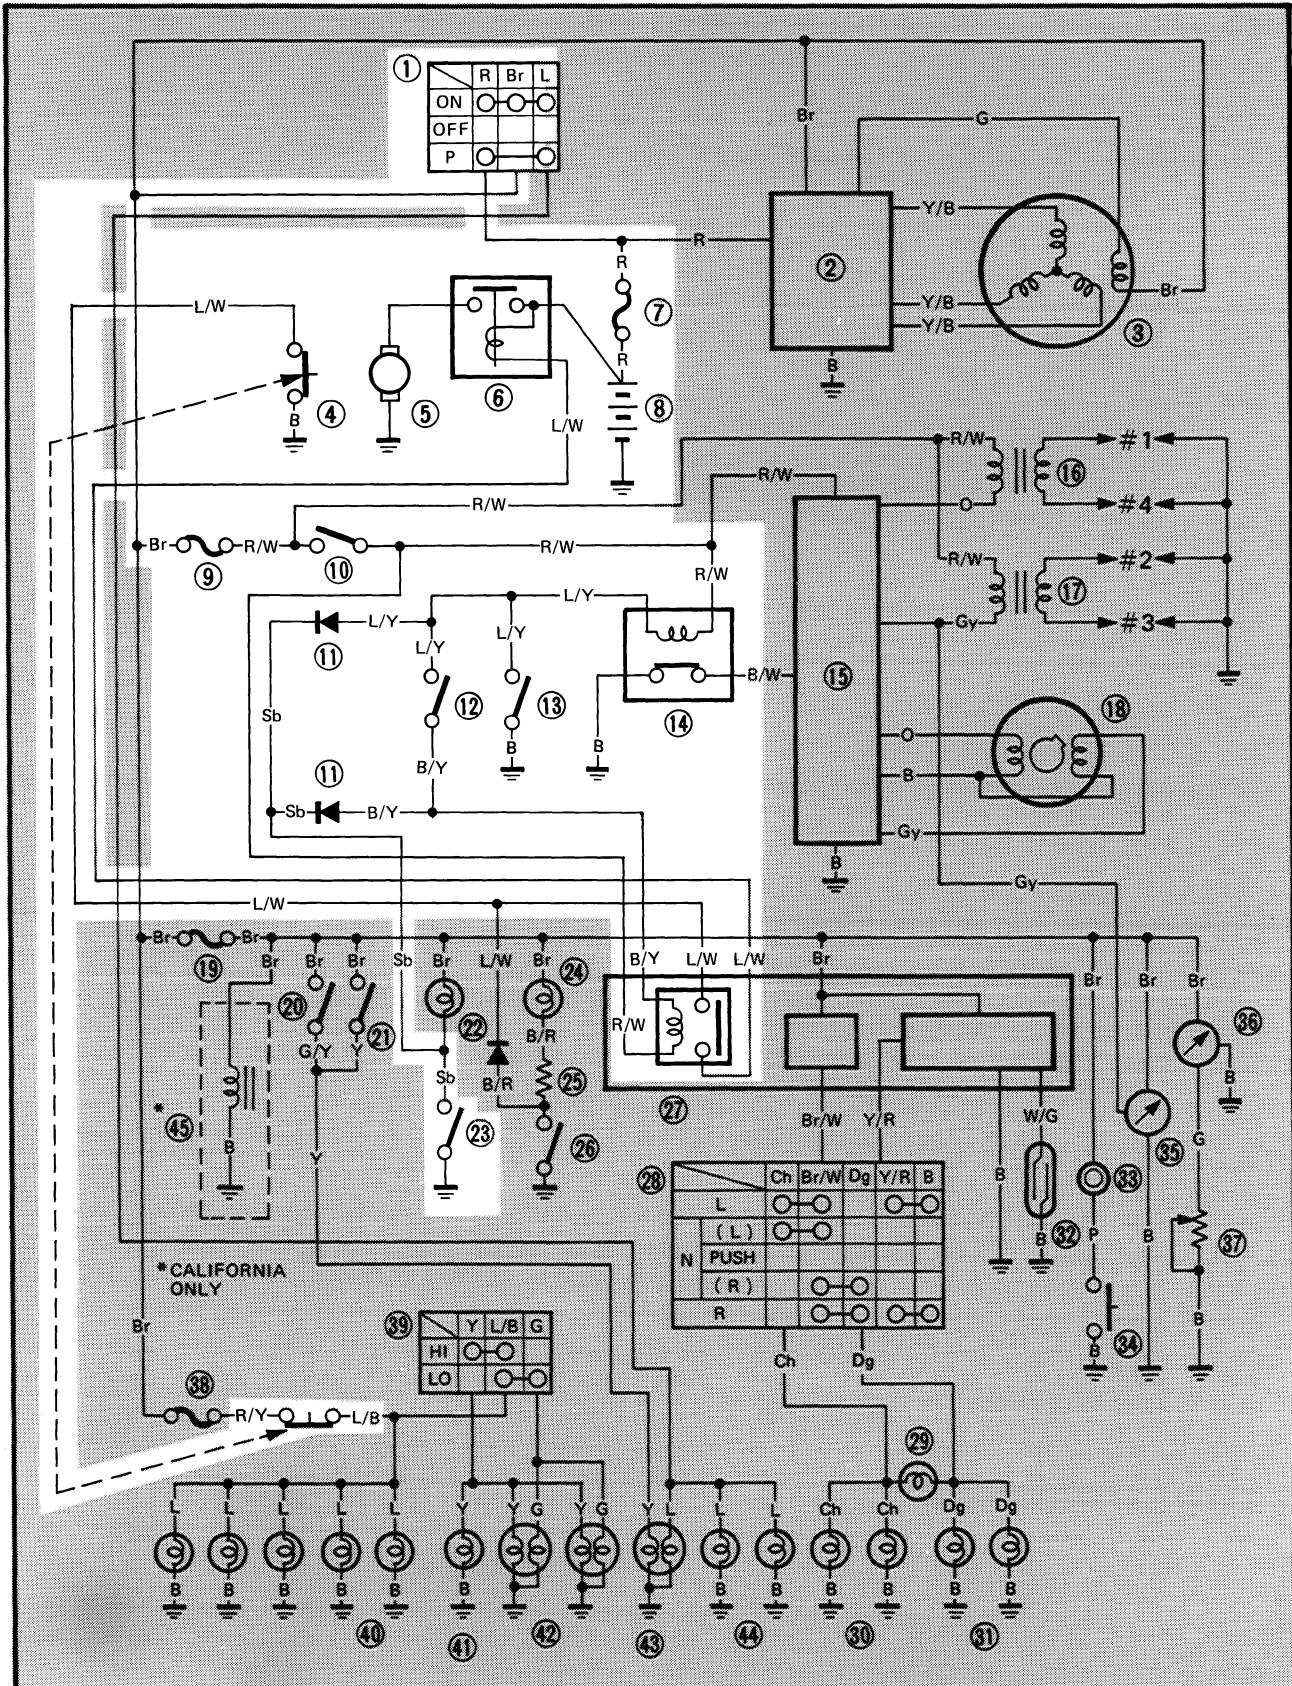 ① R Br L
ON
OFF
P
Br
G
Y/B
R
②
R
L/W
⑦
Y/B
Br
Y/B
③
R
B
④
⑤
⑥
⑧
B
L/W
R/W #1
⑯
R/W
R/W
O #4
Br R/W
R/W
⑨
⑩
R/W
R/W #2
⑰
L/Y
L/Y
⑪
L/Y
L/Y
Gy #3
B/W
⑮
⑫
⑬
⑭
⑱
Sb
O
B
B
B/Y
⑪
B
Sb B/Y
Gy
B
Gy
L/W
Br Br
⑲
Br
Br
Br
Sb
Br
L/W
Br
㉔
B/Y
L/W
L/W
Br
Br
Br
Br
⑳
㉑
㉒
R/W
㊱
G/Y
Y
B/R
Sb
B/R
㉕
B
* ㊺
㉓
㉗
Br/W
Y/R
W/G
㉟
B
㉖
G
Y
㉘ Ch Br/W Dg Y/R B
L
N ( L )
PUSH
( R )
R
B
㉝
㉜
B
P
B
㊲
* CALIFORNIA
ONLY
Br
㊴ Y L/B G
HI
LO
B
㉞
B
Ch
Dg
㊳
R/Y L/B
㉙
L L L L L Y Y G Y G Y L L L Ch Ch Dg Dg
B B B B B B B B B B B B B
㊵ ㊶ ㊷ ㊸ ㊹ ㉚ ㉛